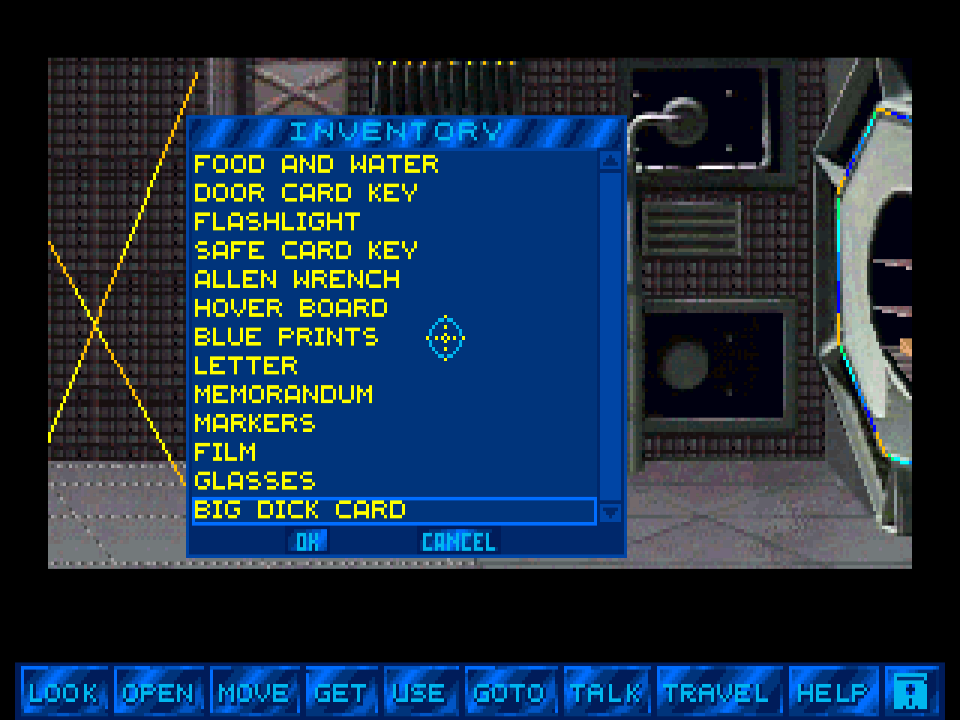 INVENTORY
FOOD AND WATER
DOOR CARD KEY
FLASHLIGHT
SAFE CARD KEY
ALLEN WRENCH
HOVER BOARD
BLUE PRINTS
LETTER
MEMORANDUM
MARKERS
FILM
GLASSES
BIG DICK CARD
OK CANCEL
LOOK OPEN MOVE GET USE GOTO TALK TRAVEL HELP